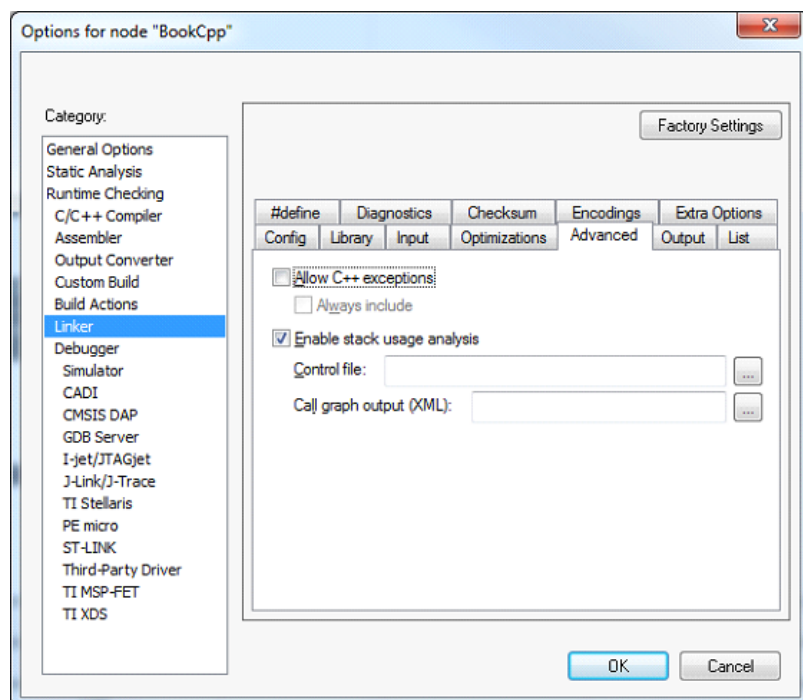 Options for node "BookCpp"
Category:
Factory Settings
General Options
Static Analysis
Runtime Checking
C/C++ Compiler
Assembler
Output Converter
Custom Build
Build Actions
Linker
Debugger
Simulator
CADI
CMSIS DAP
GDB Server
I-jet/JTAGjet
J-Link/J-Trace
TI Stellaris
PE micro
ST-LINK
Third-Party Driver
TI MSP-FET
TI XDS
#define Diagnostics Checksum Encodings Extra Options
Config Library Input Optimizations Advanced Output List
Allow C++ exceptions
Always include
Enable stack usage analysis
Control file:
...
Call graph output (XML):
...
OK Cancel